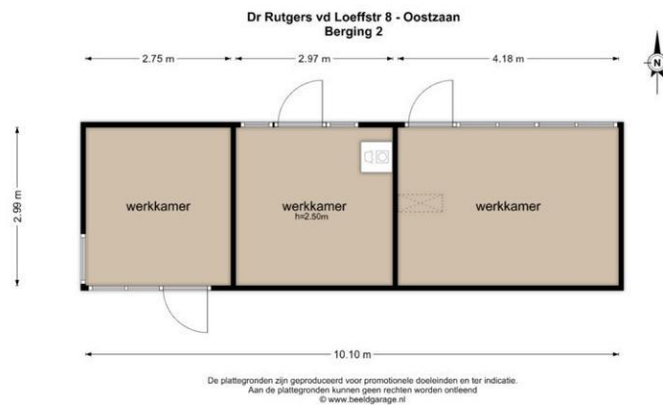 Dr Rutgers vd Loeffstr 8 - Oostzaan
Berging 2
2.75 m
2.97 m
4.18 m
N
2.99 m
werkkamer
werkkamer
h=2.50m
werkkamer
10.10 m
De plattegronden zijn geproduceerd voor promotionele doeleinden en ter indicatie.
Aan de plattegronden kunnen geen rechten worden ontleend
© www.beeldgarage.nl